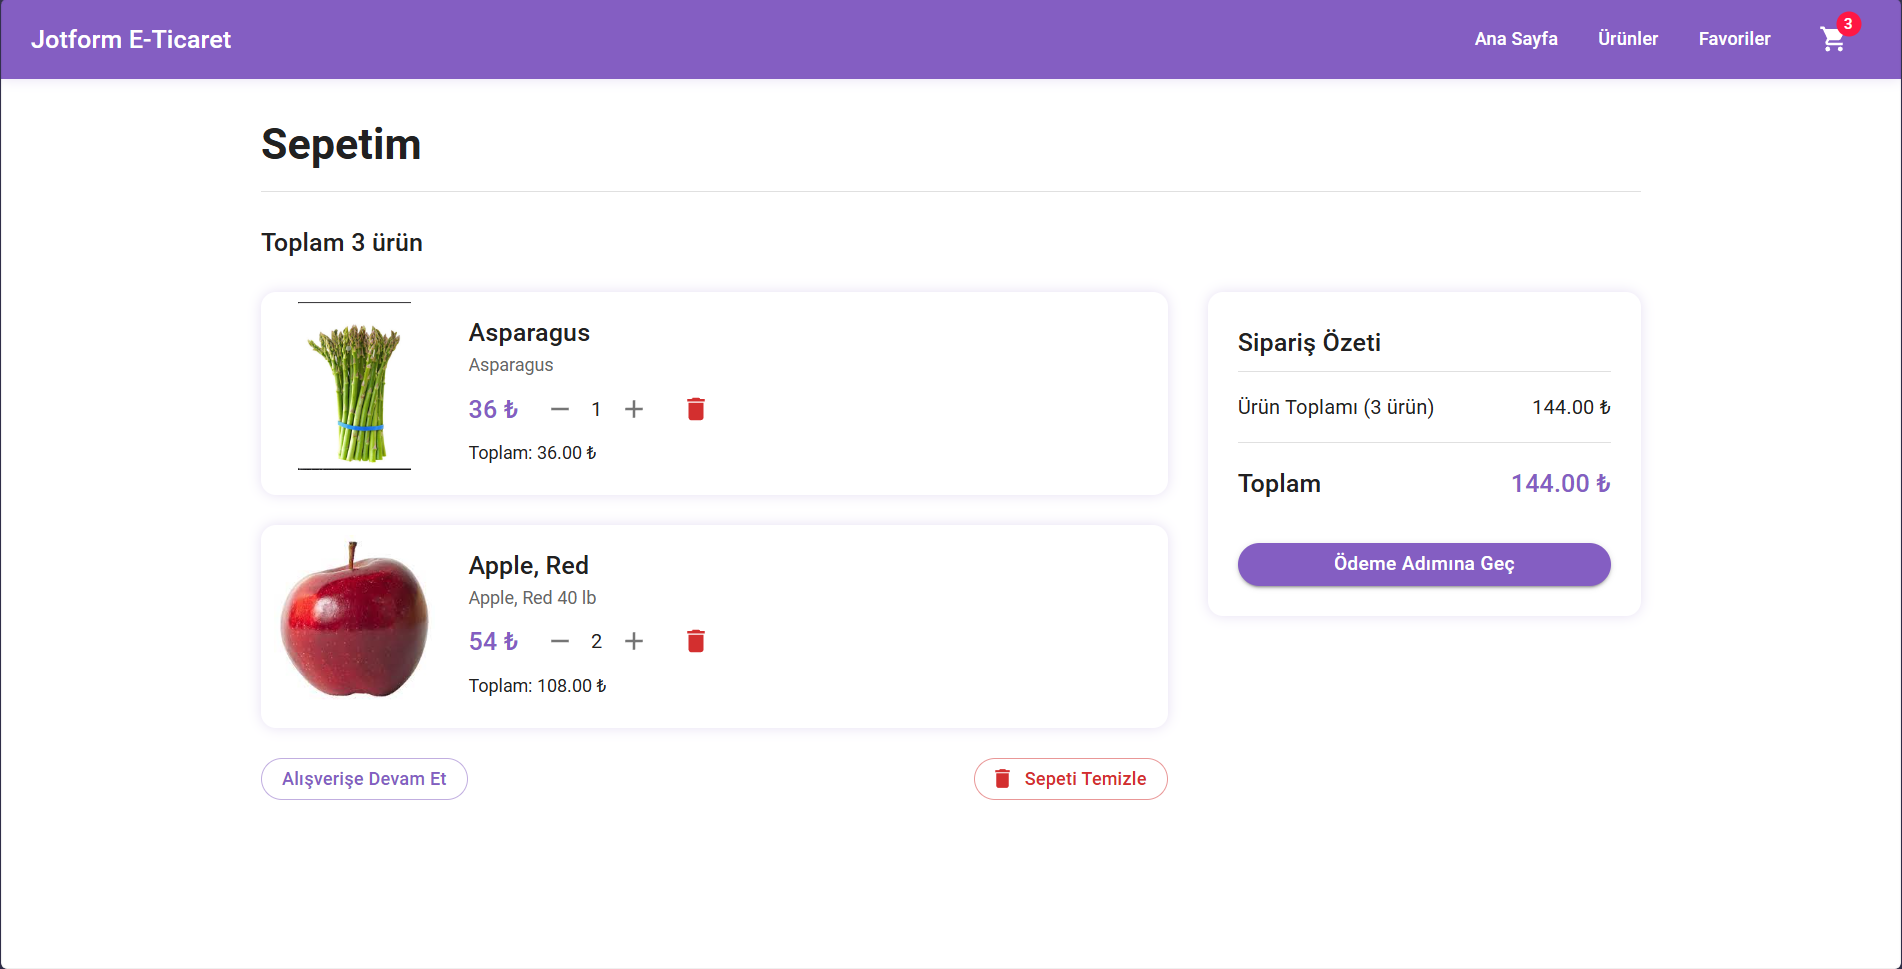 Jotform E-Ticaret
Ana Sayfa
Ürünler
Favoriler
3
Sepetim
Toplam 3 ürün
Asparagus
Asparagus
36 ₺
1
Toplam: 36.00 ₺
Apple, Red
Apple, Red 40 lb
54 ₺
2
Toplam: 108.00 ₺
Alışverişe Devam Et
Sepeti Temizle
Sipariş Özeti
Ürün Toplamı (3 ürün) 144.00 ₺
Toplam 144.00 ₺
Ödeme Adımına Geç